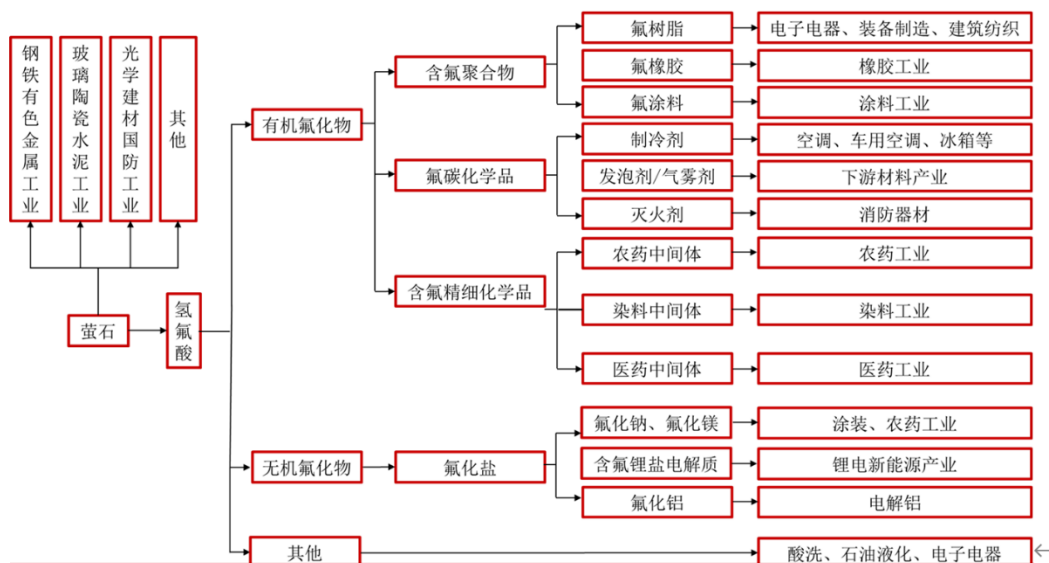 钢铁有色金属工业
玻璃陶瓷水泥工业
光学建材国防工业
其他
萤石
氢氟酸
有机氟化物
含氟聚合物
氟树脂
电子电器、装备制造、建筑纺织
氟橡胶
橡胶工业
氟涂料
涂料工业
氟碳化学品
制冷剂
空调、车用空调、冰箱等
发泡剂/气雾剂
下游材料产业
灭火剂
消防器材
含氟精细化学品
农药中间体
农药工业
染料中间体
染料工业
医药中间体
医药工业
无机氟化物
氟化盐
氟化钠、氟化镁
涂装、农药工业
含氟锂盐电解质
锂电新能源产业
氟化铝
电解铝
其他
酸洗、石油液化、电子电器